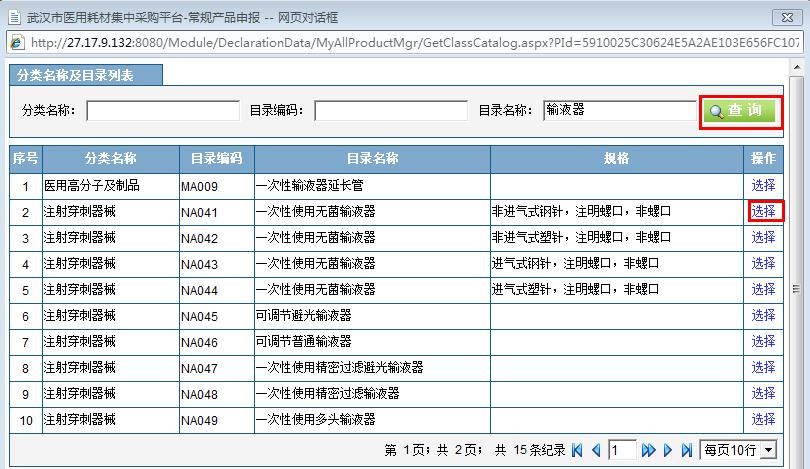 武汉市医用耗材集中采购平台-常规产品申报 -- 网页对话框
http://27.17.9.132:8080/Module/DeclarationData/MyAllProductMgr/GetClassCatalog.aspx?PId=5910025C30624E5A2AE103E656FC107
分类名称及目录列表
分类名称： 目录编码： 目录名称： 输液器 查 询
序号 分类名称 目录编码 目录名称 规格 操作
1 医用高分子及制品 MA009 一次性输液器延长管 选择
2 注射穿刺器械 NA041 一次性使用无菌输液器 非进气式钢针，注明螺口，非螺口 选择
3 注射穿刺器械 NA042 一次性使用无菌输液器 非进气式塑针，注明螺口，非螺口 选择
4 注射穿刺器械 NA043 一次性使用无菌输液器 进气式钢针，注明螺口，非螺口 选择
5 注射穿刺器械 NA044 一次性使用无菌输液器 进气式塑针，注明螺口，非螺口 选择
6 注射穿刺器械 NA045 可调节避光输液器 选择
7 注射穿刺器械 NA046 可调节普通输液器 选择
8 注射穿刺器械 NA047 一次性使用精密过滤避光输液器 选择
9 注射穿刺器械 NA048 一次性使用精密过滤输液器 选择
10 注射穿刺器械 NA049 一次性使用多头输液器 选择
第 1页；共 2页； 共 15条纪录 1 每页10行